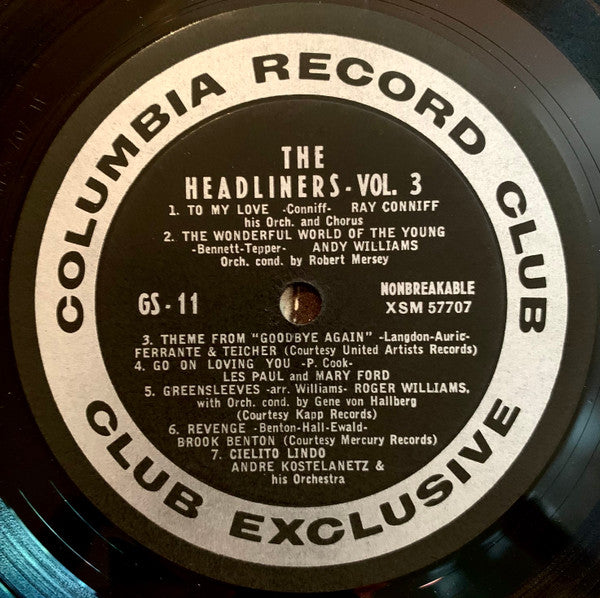 COLUMBIA RECORD CLUB
THE
HEADLINERS - VOL. 3
1. TO MY LOVE -Conniff- RAY CONNIFF
his Orch. and Chorus
2. THE WONDERFUL WORLD OF THE YOUNG
-Bennett-Tepper- ANDY WILLIAMS
Orch. cond. by Robert Mersey
GS - 11
NONBREAKABLE
XSM 57707
3. THEME FROM "GOODBYE AGAIN" -Langdon-Auric-
FERRANTE & TEICHER (Courtesy United Artists Records)
4. GO ON LOVING YOU -P. Cook-
LES PAUL and MARY FORD
5. GREENSLEEVES -arr. Williams- ROGER WILLIAMS,
with Orch. cond. by Gene von Hallberg
(Courtesy Kapp Records)
6. REVENGE -Benton-Hall-Ewald-
BROOK BENTON (Courtesy Mercury Records)
7. CIELITO LINDO
ANDRE KOSTELANETZ &
his Orchestra
CLUB EXCLUSIVE